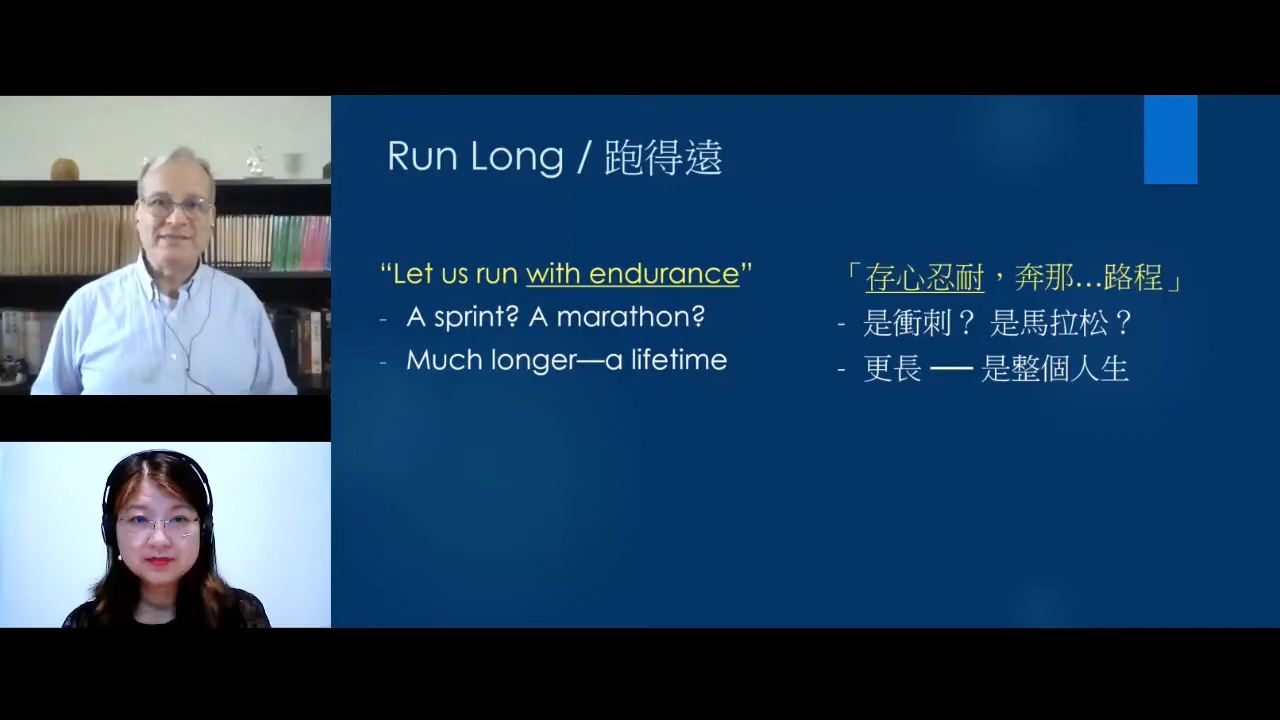 Run Long / 跑得遠
“Let us run with endurance”
- A sprint? A marathon?
- Much longer—a lifetime
「存心忍耐，奔那…路程」
- 是衝刺？ 是馬拉松？
- 更長 ── 是整個人生